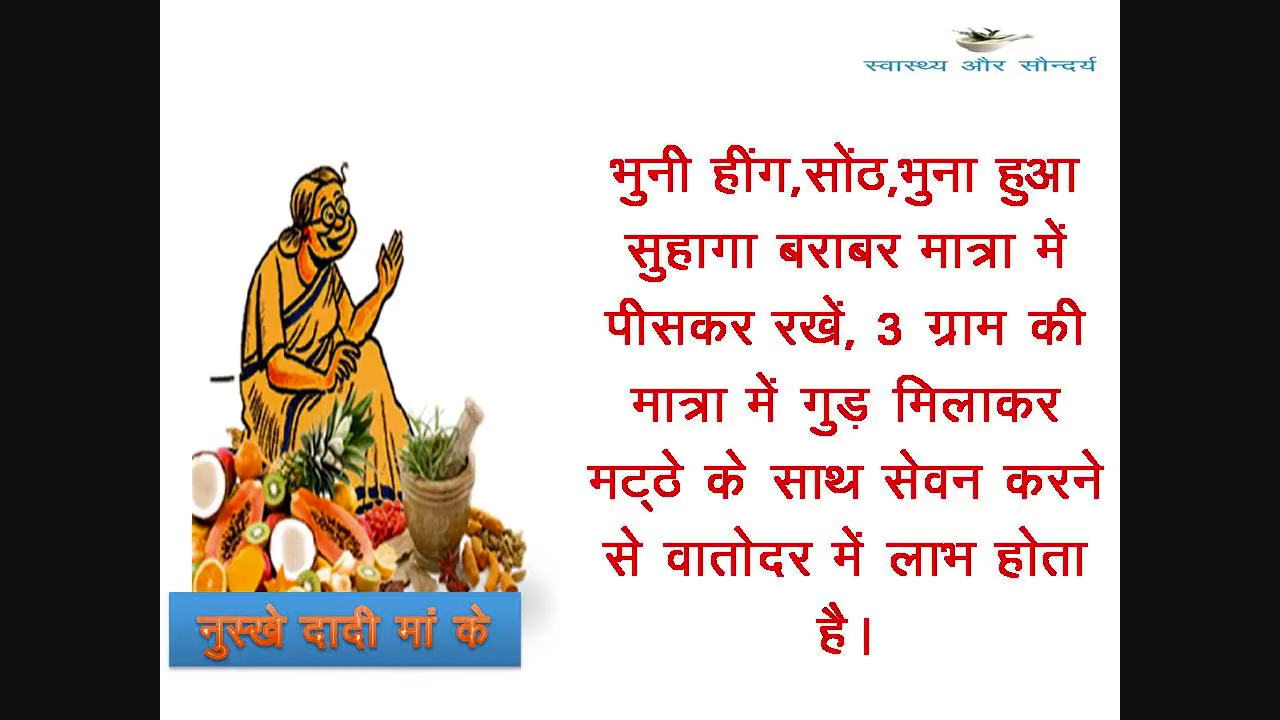 स्वास्थ्य और सौन्दर्य
भुनी हींग,सोंठ,भुना हुआ
सुहागा बराबर मात्रा में
पीसकर रखें, 3 ग्राम की
मात्रा में गुड़ मिलाकर
मट्ठे के साथ सेवन करने
से वातोदर में लाभ होता
है।
नुस्खे दादी मां के